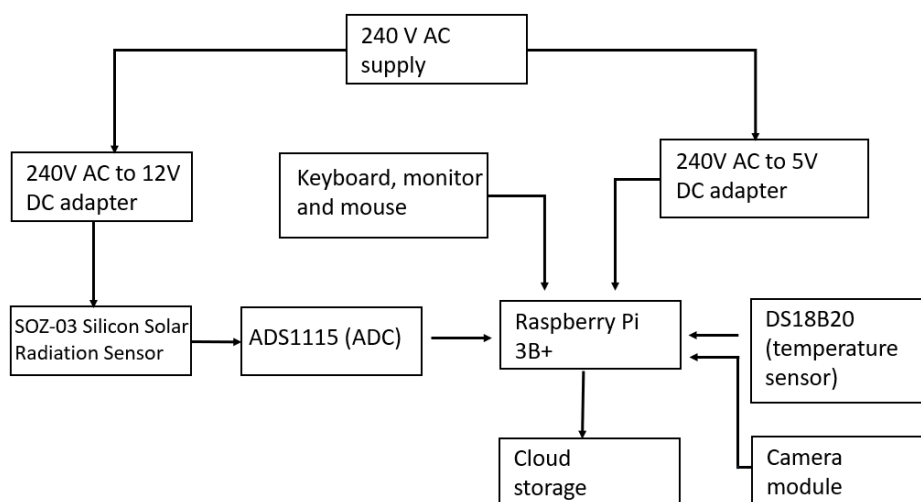 240 V AC
supply
240V AC to 12V
DC adapter
Keyboard, monitor
and mouse
240V AC to 5V
DC adapter
SOZ-03 Silicon Solar
Radiation Sensor
ADS1115 (ADC)
Raspberry Pi
3B+
DS18B20
(temperature
sensor)
Cloud
storage
Camera
module